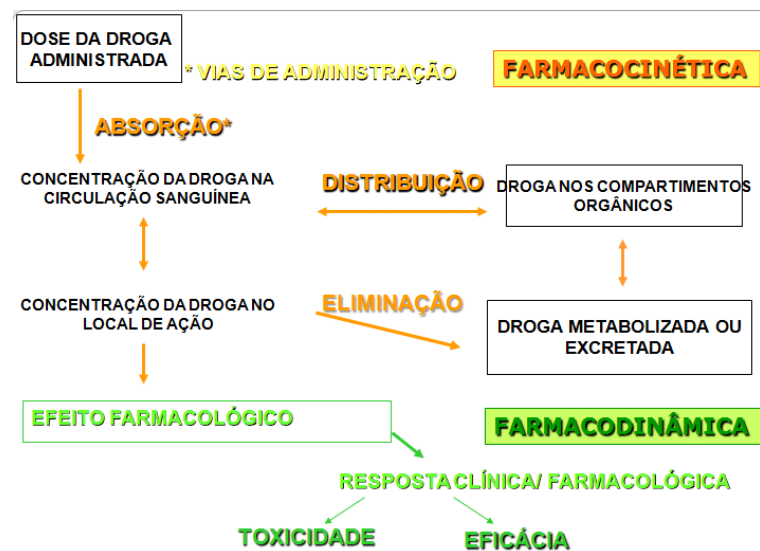 DOSE DA DROGA
ADMINISTRADA
* VIAS DE ADMINISTRAÇÃO
FARMACOCINÉTICA
ABSORÇÃO*
CONCENTRAÇÃO DA DROGA NA
CIRCULAÇÃO SANGUÍNEA
DISTRIBUIÇÃO
DROGA NOS COMPARTIMENTOS
ORGÂNICOS
CONCENTRAÇÃO DA DROGA NO
LOCAL DE AÇÃO
ELIMINAÇÃO
DROGA METABOLIZADA OU
EXCRETADA
EFEITO FARMACOLÓGICO
FARMACODINÂMICA
RESPOSTA CLÍNICA/ FARMACOLÓGICA
TOXICIDADE
EFICÁCIA